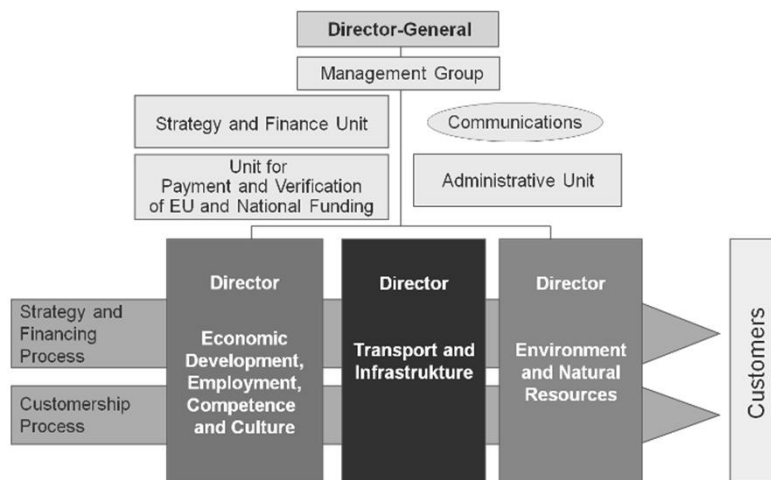 Director-General
Management Group
Strategy and Finance Unit
Communications
Unit for
Payment and Verification
of EU and National Funding
Administrative Unit
Director
Economic
Development,
Employment,
Competence
and Culture
Director
Transport and
Infrastrukture
Director
Environment
and Natural
Resources
Strategy and
Financing
Process
Customership
Process
Customers